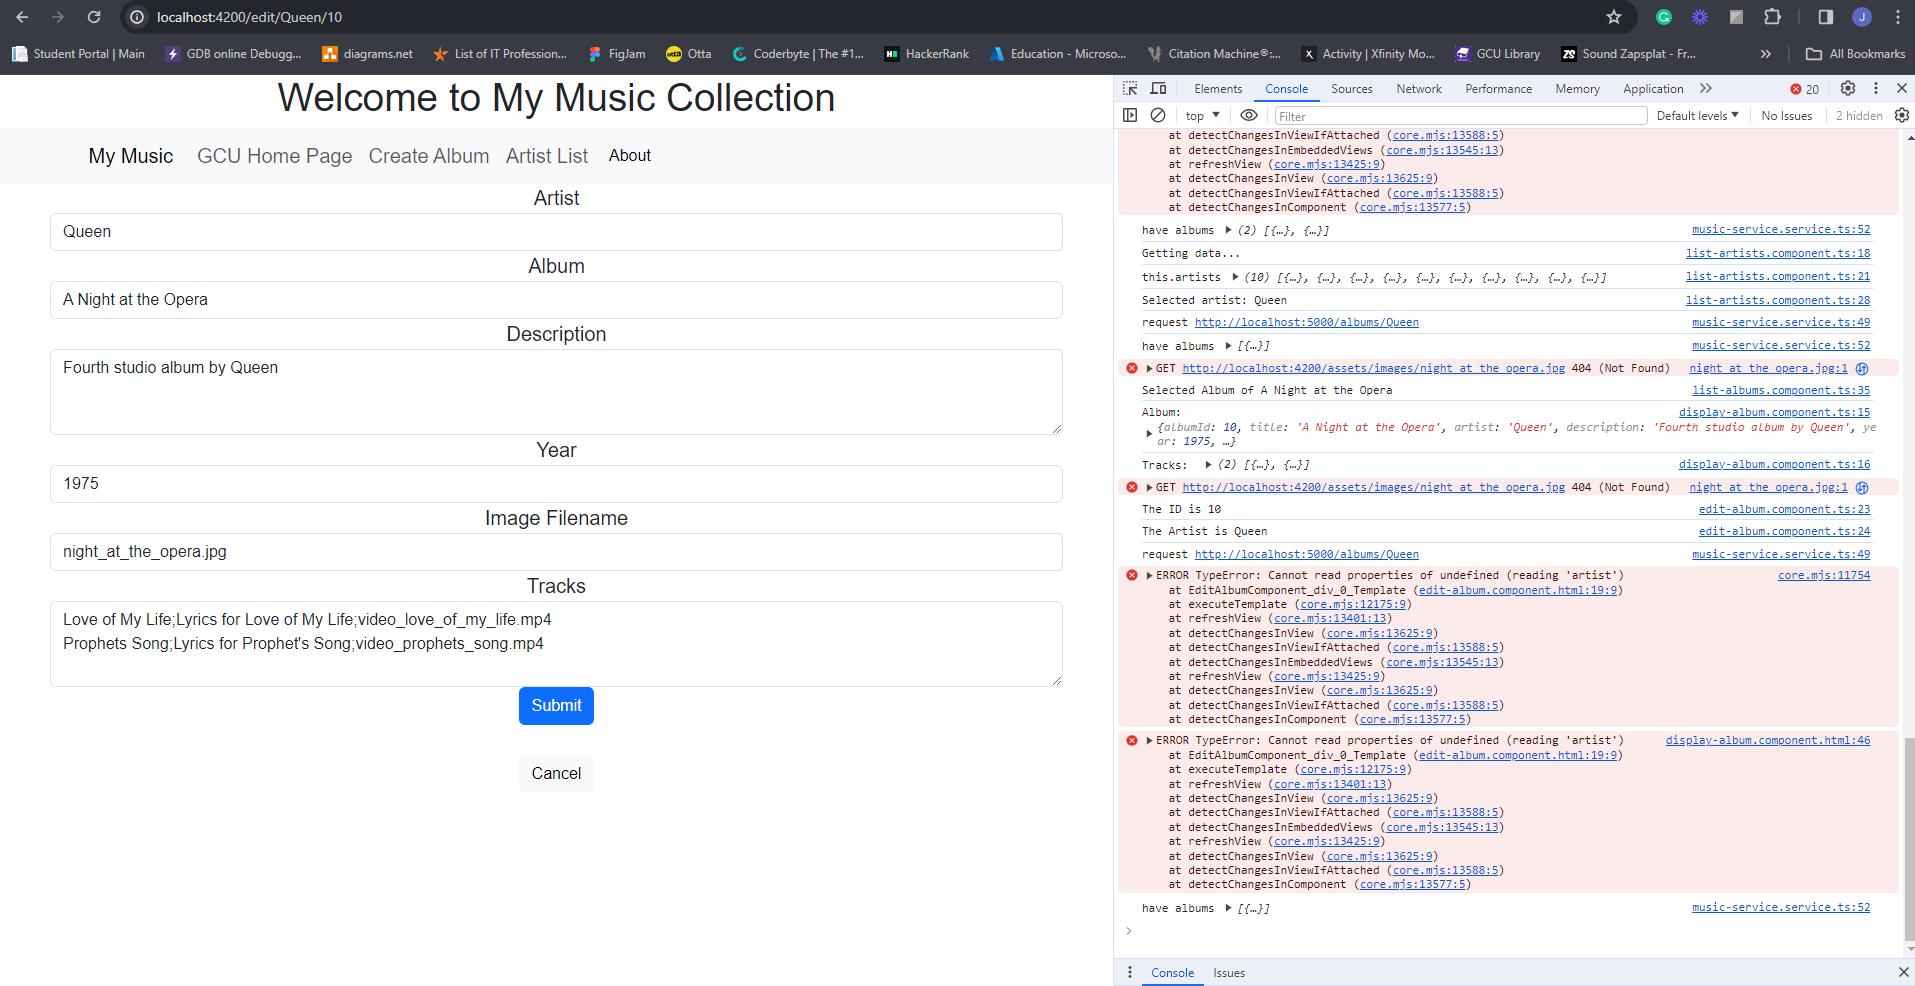 localhost:4200/edit/Queen/10
Student Portal | Main
GDB online Debugg...
diagrams.net
List of IT Profession...
FigJam
Otta
Coderbyte | The #1...
HackerRank
Education - Microso...
Citation Machine®:...
Activity | Xfinity Mo...
GCU Library
Sound Zapsplat - Fr...
All Bookmarks
Welcome to My Music Collection
My Music GCU Home Page Create Album Artist List About
Artist
Queen
Album
A Night at the Opera
Description
Fourth studio album by Queen
Year
1975
Image Filename
night_at_the_opera.jpg
Tracks
Love of My Life;Lyrics for Love of My Life;video_love_of_my_life.mp4
Prophets Song;Lyrics for Prophet's Song;video_prophets_song.mp4
Submit
Cancel
Elements Console Sources Network Performance Memory Application 20
top Filter Default levels No Issues 2 hidden
at detectChangesInViewIfAttached (core.mjs:13588:5)
at detectChangesInEmbeddedViews (core.mjs:13545:13)
at refreshView (core.mjs:13425:9)
at detectChangesInView (core.mjs:13625:9)
at detectChangesInViewIfAttached (core.mjs:13588:5)
at detectChangesInComponent (core.mjs:13577:5)
have albums (2) [{…}, {…}] music-service.service.ts:52
Getting data... list-artists.component.ts:18
this.artists (10) [{…}, {…}, {…}, {…}, {…}, {…}, {…}, {…}, {…}, {…}] list-artists.component.ts:21
Selected artist: Queen list-artists.component.ts:28
request http://localhost:5000/albums/Queen music-service.service.ts:49
have albums [{…}] music-service.service.ts:52
GET http://localhost:4200/assets/images/night_at_the_opera.jpg 404 (Not Found) night_at_the_opera.jpg:1
Selected Album of A Night at the Opera list-albums.component.ts:35
Album: display-album.component.ts:15
{albumId: 10, title: 'A Night at the Opera', artist: 'Queen', description: 'Fourth studio album by Queen', ye
ar: 1975, …}
Tracks: (2) [{…}, {…}] display-album.component.ts:16
GET http://localhost:4200/assets/images/night_at_the_opera.jpg 404 (Not Found) night_at_the_opera.jpg:1
The ID is 10 edit-album.component.ts:23
The Artist is Queen edit-album.component.ts:24
request http://localhost:5000/albums/Queen music-service.service.ts:49
ERROR TypeError: Cannot read properties of undefined (reading 'artist') core.mjs:11754
at EditAlbumComponent_div_0_Template (edit-album.component.html:19:9)
at executeTemplate (core.mjs:12175:9)
at refreshView (core.mjs:13401:13)
at detectChangesInView (core.mjs:13625:9)
at detectChangesInViewIfAttached (core.mjs:13588:5)
at detectChangesInEmbeddedViews (core.mjs:13545:13)
at refreshView (core.mjs:13425:9)
at detectChangesInView (core.mjs:13625:9)
at detectChangesInViewIfAttached (core.mjs:13588:5)
at detectChangesInComponent (core.mjs:13577:5)
ERROR TypeError: Cannot read properties of undefined (reading 'artist') display-album.component.html:46
at EditAlbumComponent_div_0_Template (edit-album.component.html:19:9)
at executeTemplate (core.mjs:12175:9)
at refreshView (core.mjs:13401:13)
at detectChangesInView (core.mjs:13625:9)
at detectChangesInViewIfAttached (core.mjs:13588:5)
at detectChangesInEmbeddedViews (core.mjs:13545:13)
at refreshView (core.mjs:13425:9)
at detectChangesInView (core.mjs:13625:9)
at detectChangesInViewIfAttached (core.mjs:13588:5)
at detectChangesInComponent (core.mjs:13577:5)
have albums [{…}] music-service.service.ts:52
Console Issues